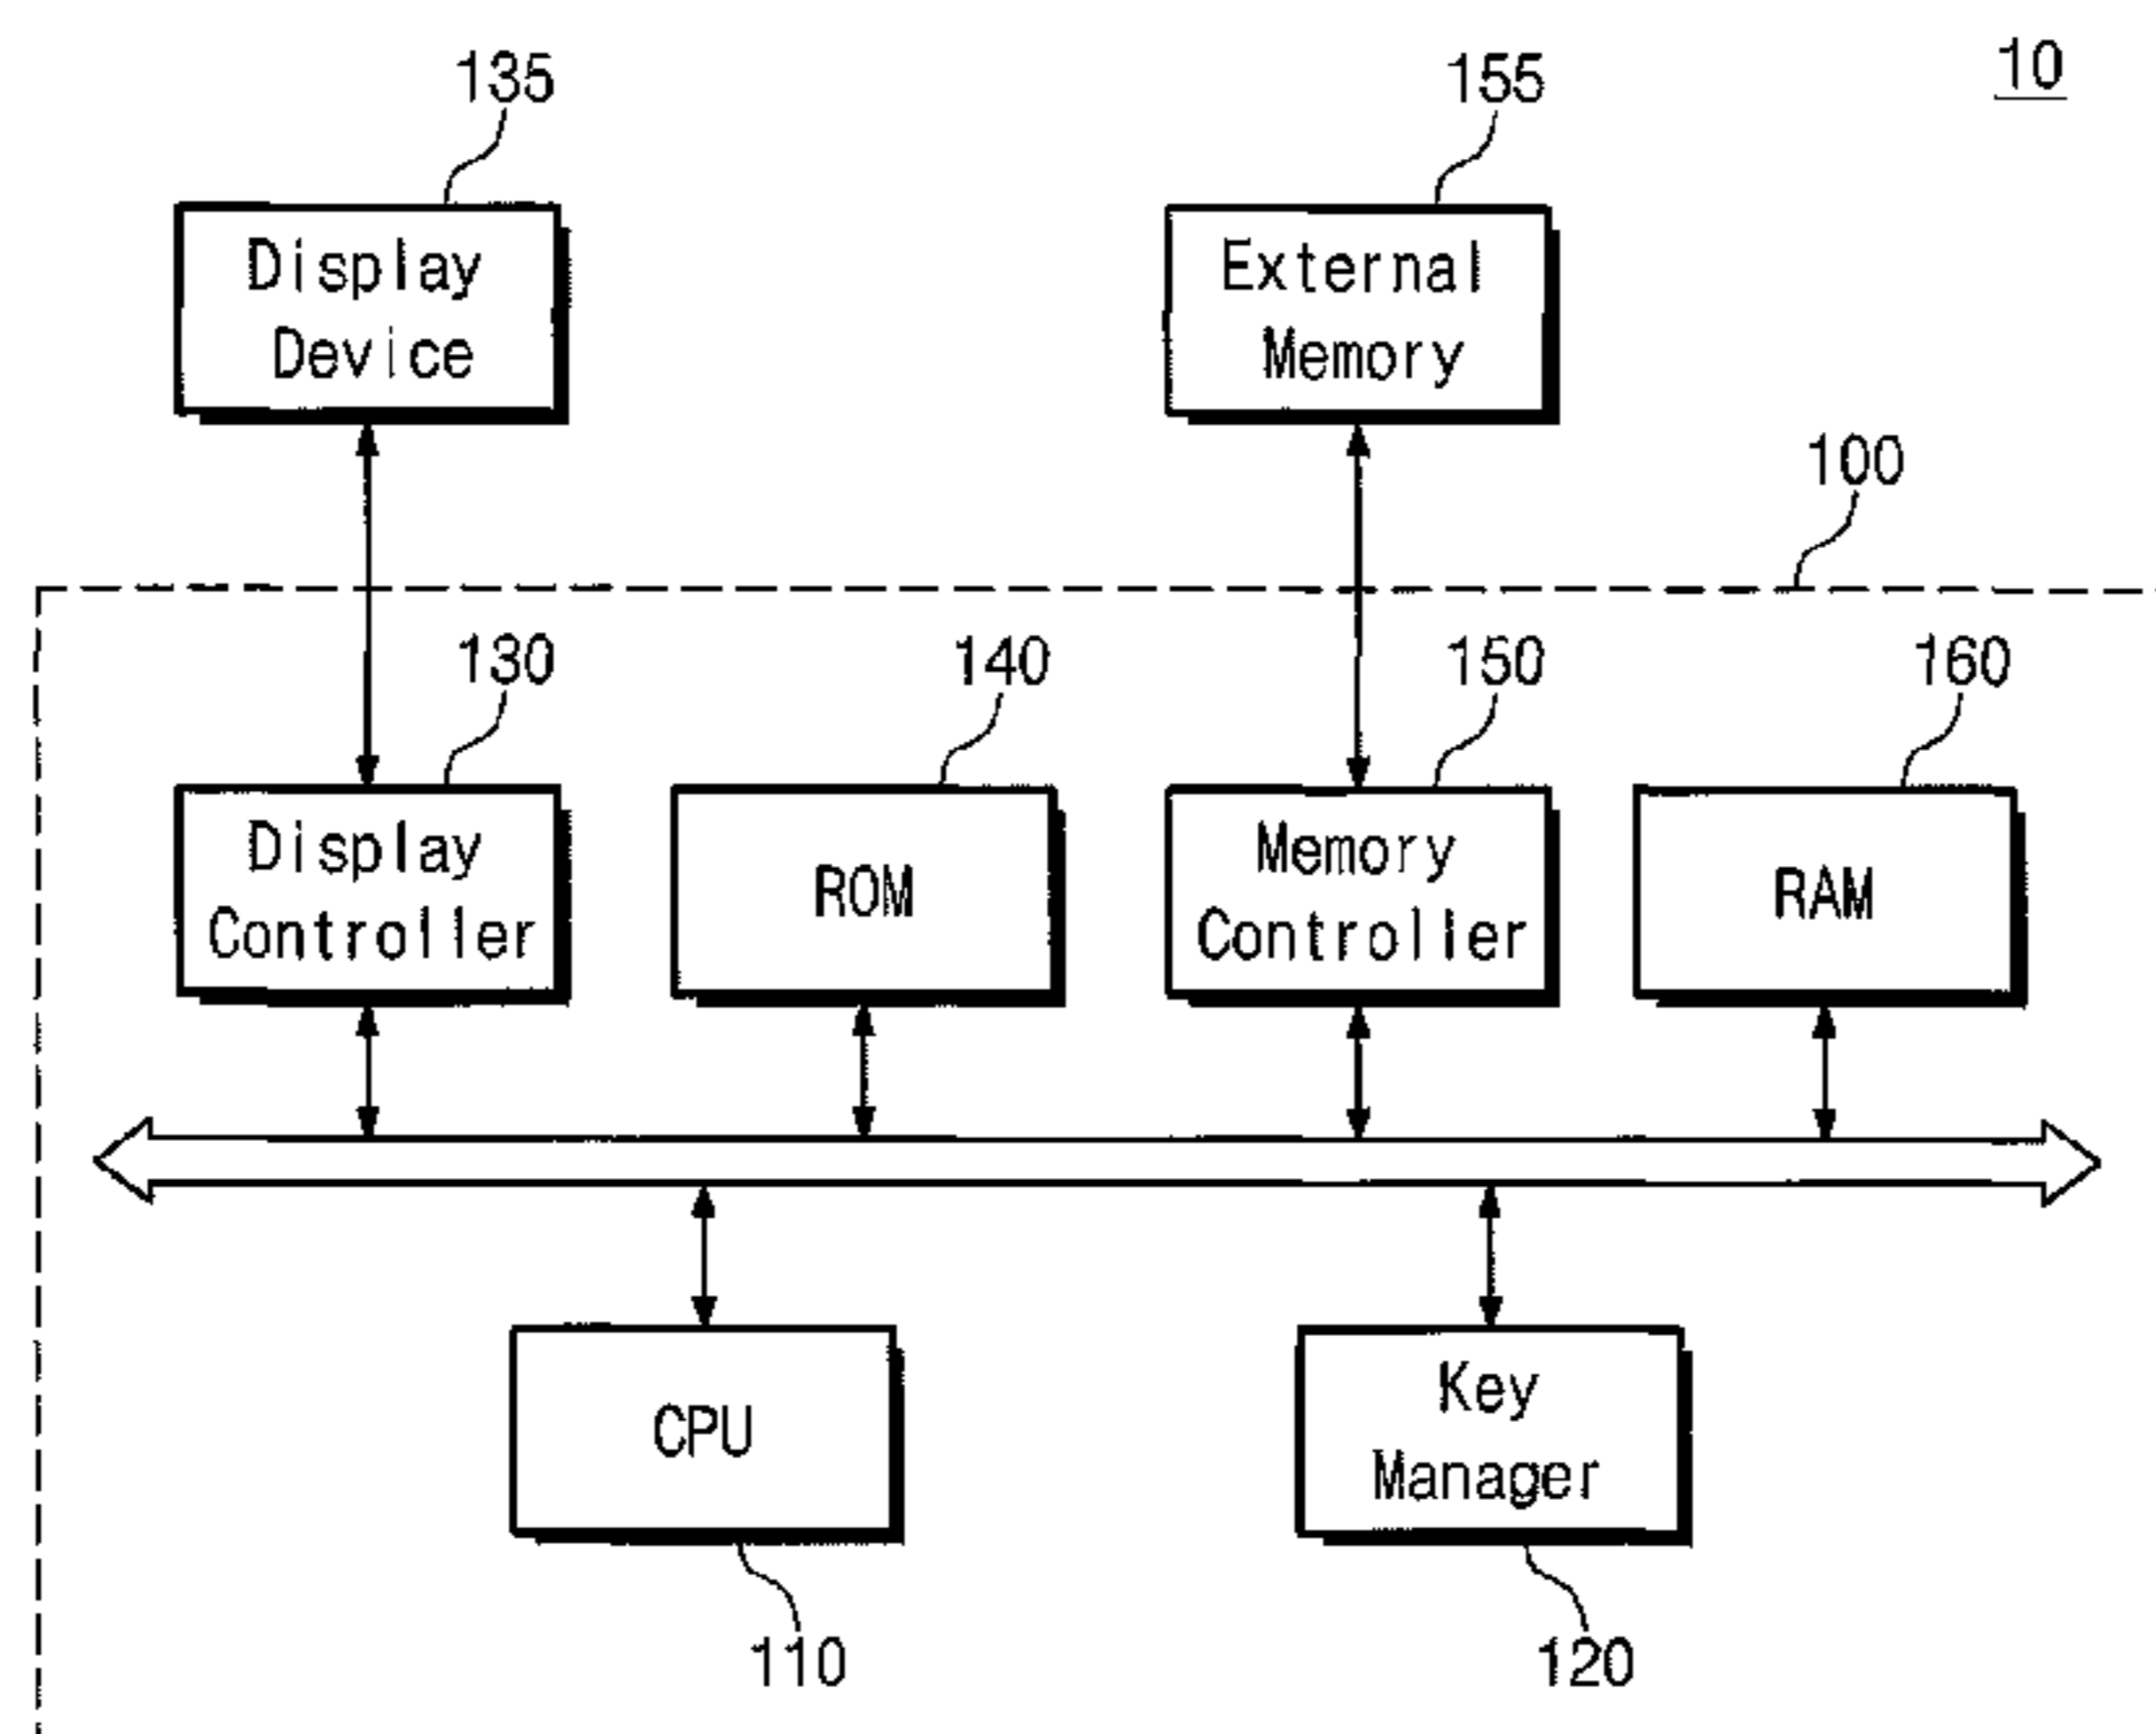 10
135
155
Display
Device
External
Memory
100
130
140
150
160
Display
Controller
ROM
Memory
Controller
RAM
CPU
Key
Manager
110
120